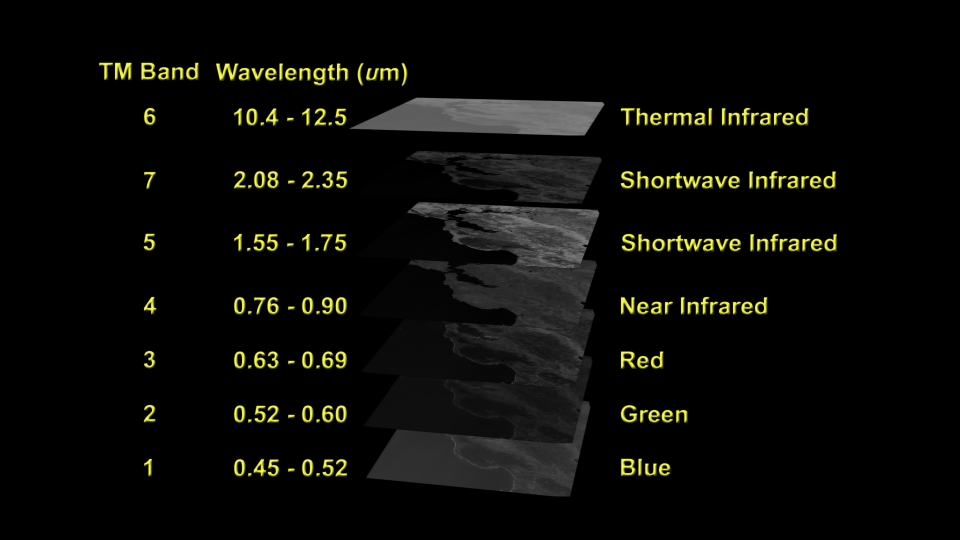 TM Band Wavelength (um)
6 10.4 - 12.5 Thermal Infrared
7 2.08 - 2.35 Shortwave Infrared
5 1.55 - 1.75 Shortwave Infrared
4 0.76 - 0.90 Near Infrared
3 0.63 - 0.69 Red
2 0.52 - 0.60 Green
1 0.45 - 0.52 Blue